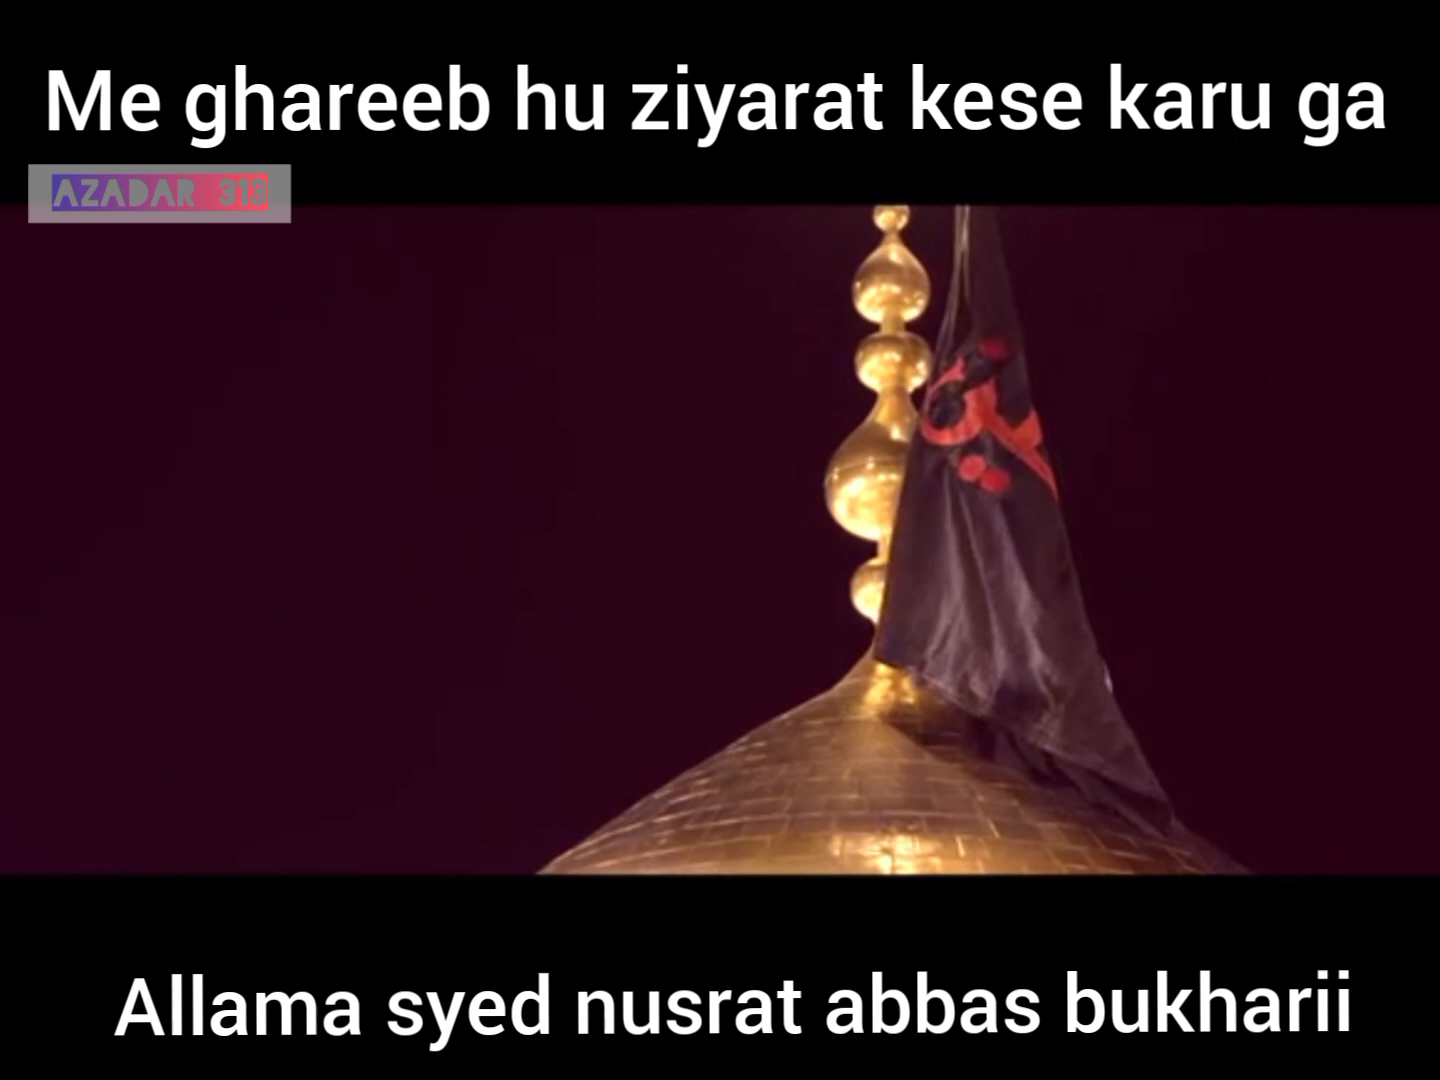 Me ghareeb hu ziyarat kese karu ga
AZADAR 313
Allama syed nusrat abbas bukharii